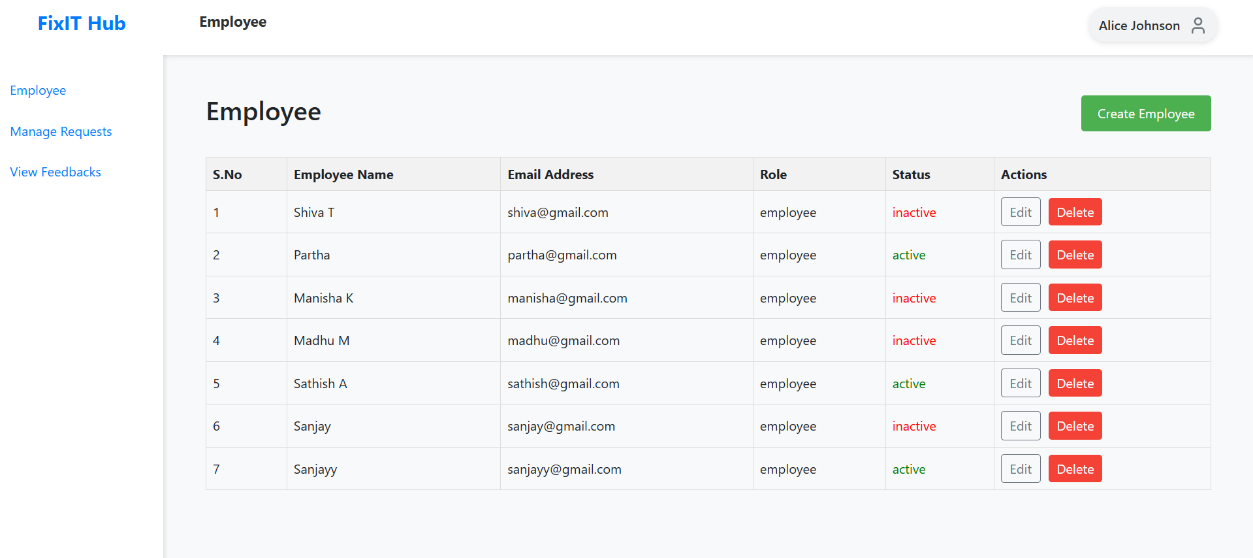 FixIT Hub Employee Alice Johnson
Employee
Manage Requests
View Feedbacks
Employee Create Employee
S.No Employee Name Email Address Role Status Actions
1 Shiva T shiva@gmail.com employee inactive Edit Delete
2 Partha partha@gmail.com employee active Edit Delete
3 Manisha K manisha@gmail.com employee inactive Edit Delete
4 Madhu M madhu@gmail.com employee inactive Edit Delete
5 Sathish A sathish@gmail.com employee active Edit Delete
6 Sanjay sanjay@gmail.com employee inactive Edit Delete
7 Sanjayy sanjayy@gmail.com employee active Edit Delete